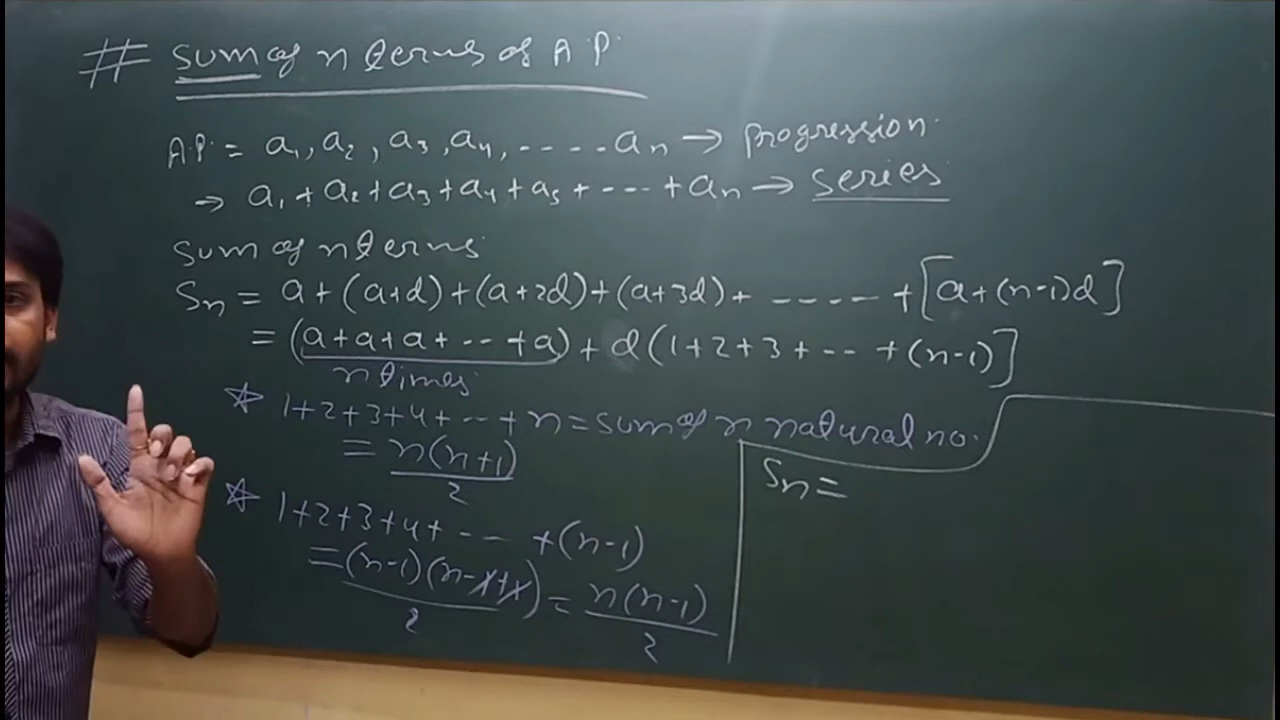 # Sum of n terms of A.P.
A.P. = a₁, a₂, a₃, a₄, ..... aₙ → progression.
→ a₁ + a₂ + a₃ + a₄ + a₅ + --- + aₙ → series
Sum of n terms.
Sₙ = a + (a+d) + (a+2d) + (a+3d) + ----- + [a+(n-1)d]
= (a+a+a+ --- +a) + d(1+2+3+ --- +(n-1)]
n times.
☆ 1+2+3+4+ --- + n = sum of n natural no.
= n(n+1)/2
☆ 1+2+3+4+ --- +(n-1)
= (n-1)(n-1+1)/2 = n(n-1)/2
Sₙ =